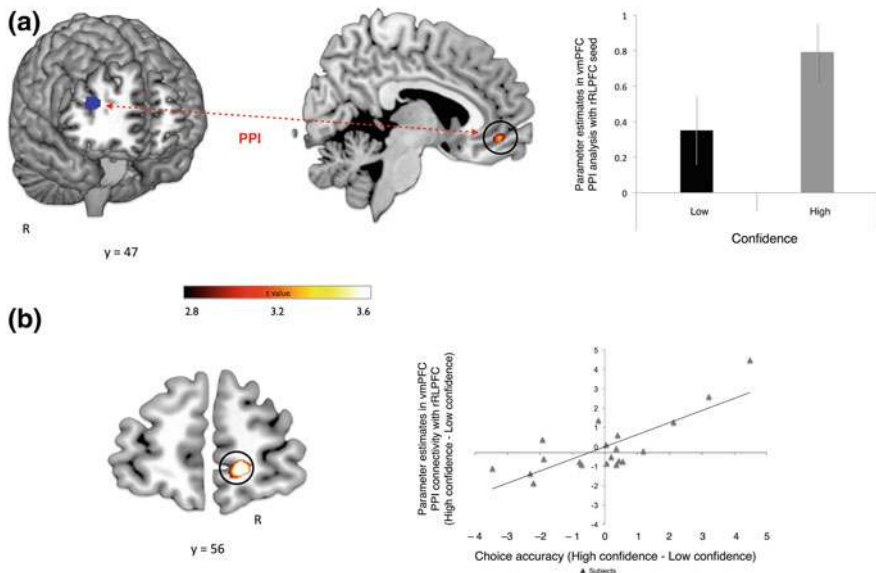 (a)
PPI
R
y = 47
Parameter estimates in vmPFC
PPI analysis with rRLPFC seed
1
0.8
0.6
0.4
0.2
0
Low
High
Confidence
t value
2.8
3.2
3.6
(b)
R
y = 56
Parameter estimates in vmPFC
PPI connectivity with rRLPFC
(High confidence - Low confidence)
5
4
3
2
1
0
-1
-2
-3
-4
-4 -3 -2 -1 0 1 2 3 4 5
Choice accuracy (High confidence - Low confidence)
▲ Subjects